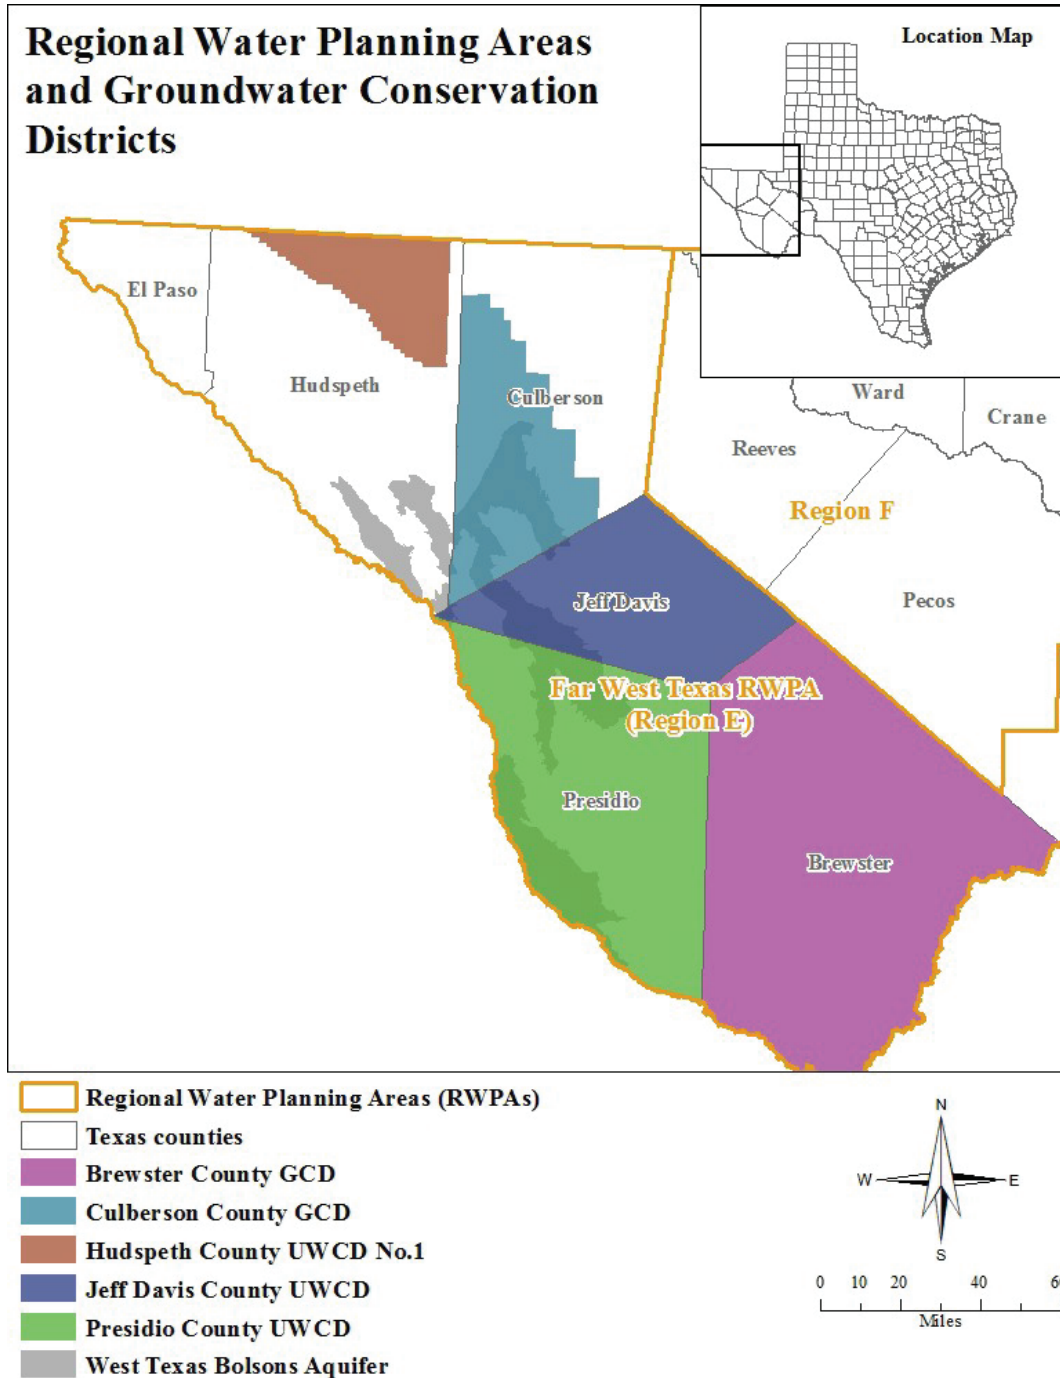 Regional Water Planning Areas
and Groundwater Conservation
Districts
Location Map
El Paso
Hudspeth
Culberson
Ward
Crane
Reeves
Region F
Jeff Davis
Pecos
Far West Texas RWPA
(Region E)
Presidio
Brewster
Regional Water Planning Areas (RWPAs)
Texas counties
Brewster County GCD
Culberson County GCD
Hudspeth County UWCD No.1
Jeff Davis County UWCD
Presidio County UWCD
West Texas Bolsons Aquifer
N
W E
S
0 10 20 40 6
Miles